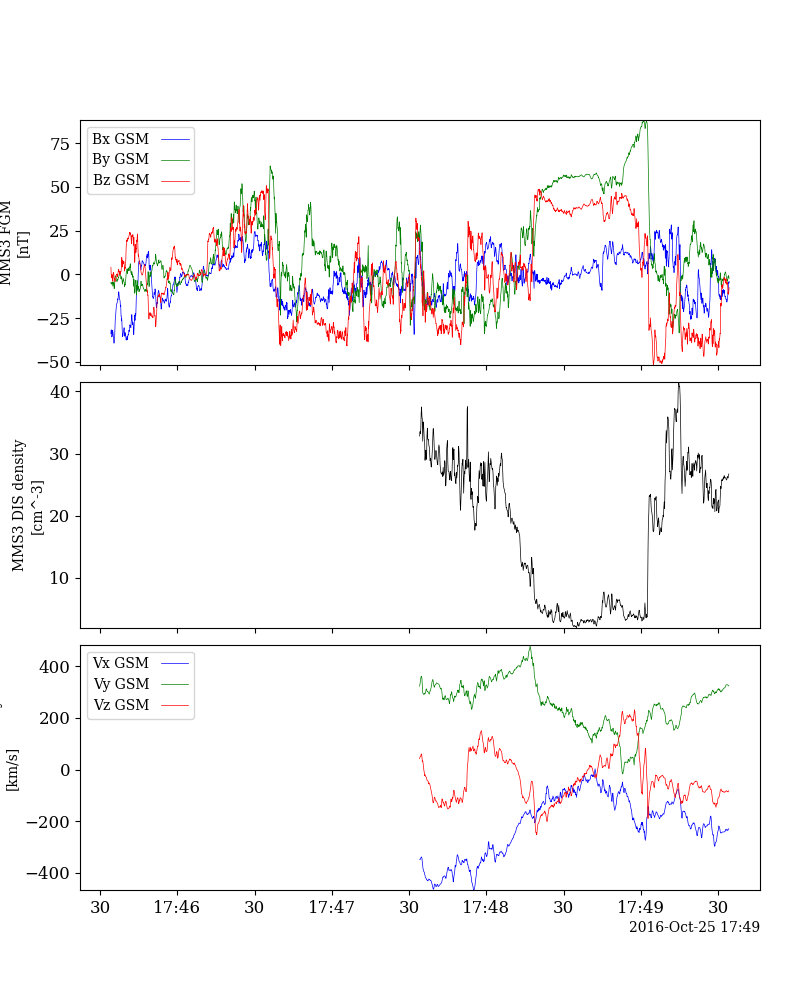 Bx GSM
By GSM
Bz GSM
MMS3 FGM
[nT]
75
50
25
0
−25
−50
MMS3 DIS density
[cm^-3]
40
30
20
10
Vx GSM
Vy GSM
Vz GSM
[km/s]
400
200
0
−200
−400
30 17:46 30 17:47 30 17:48 30 17:49 30
2016-Oct-25 17:49